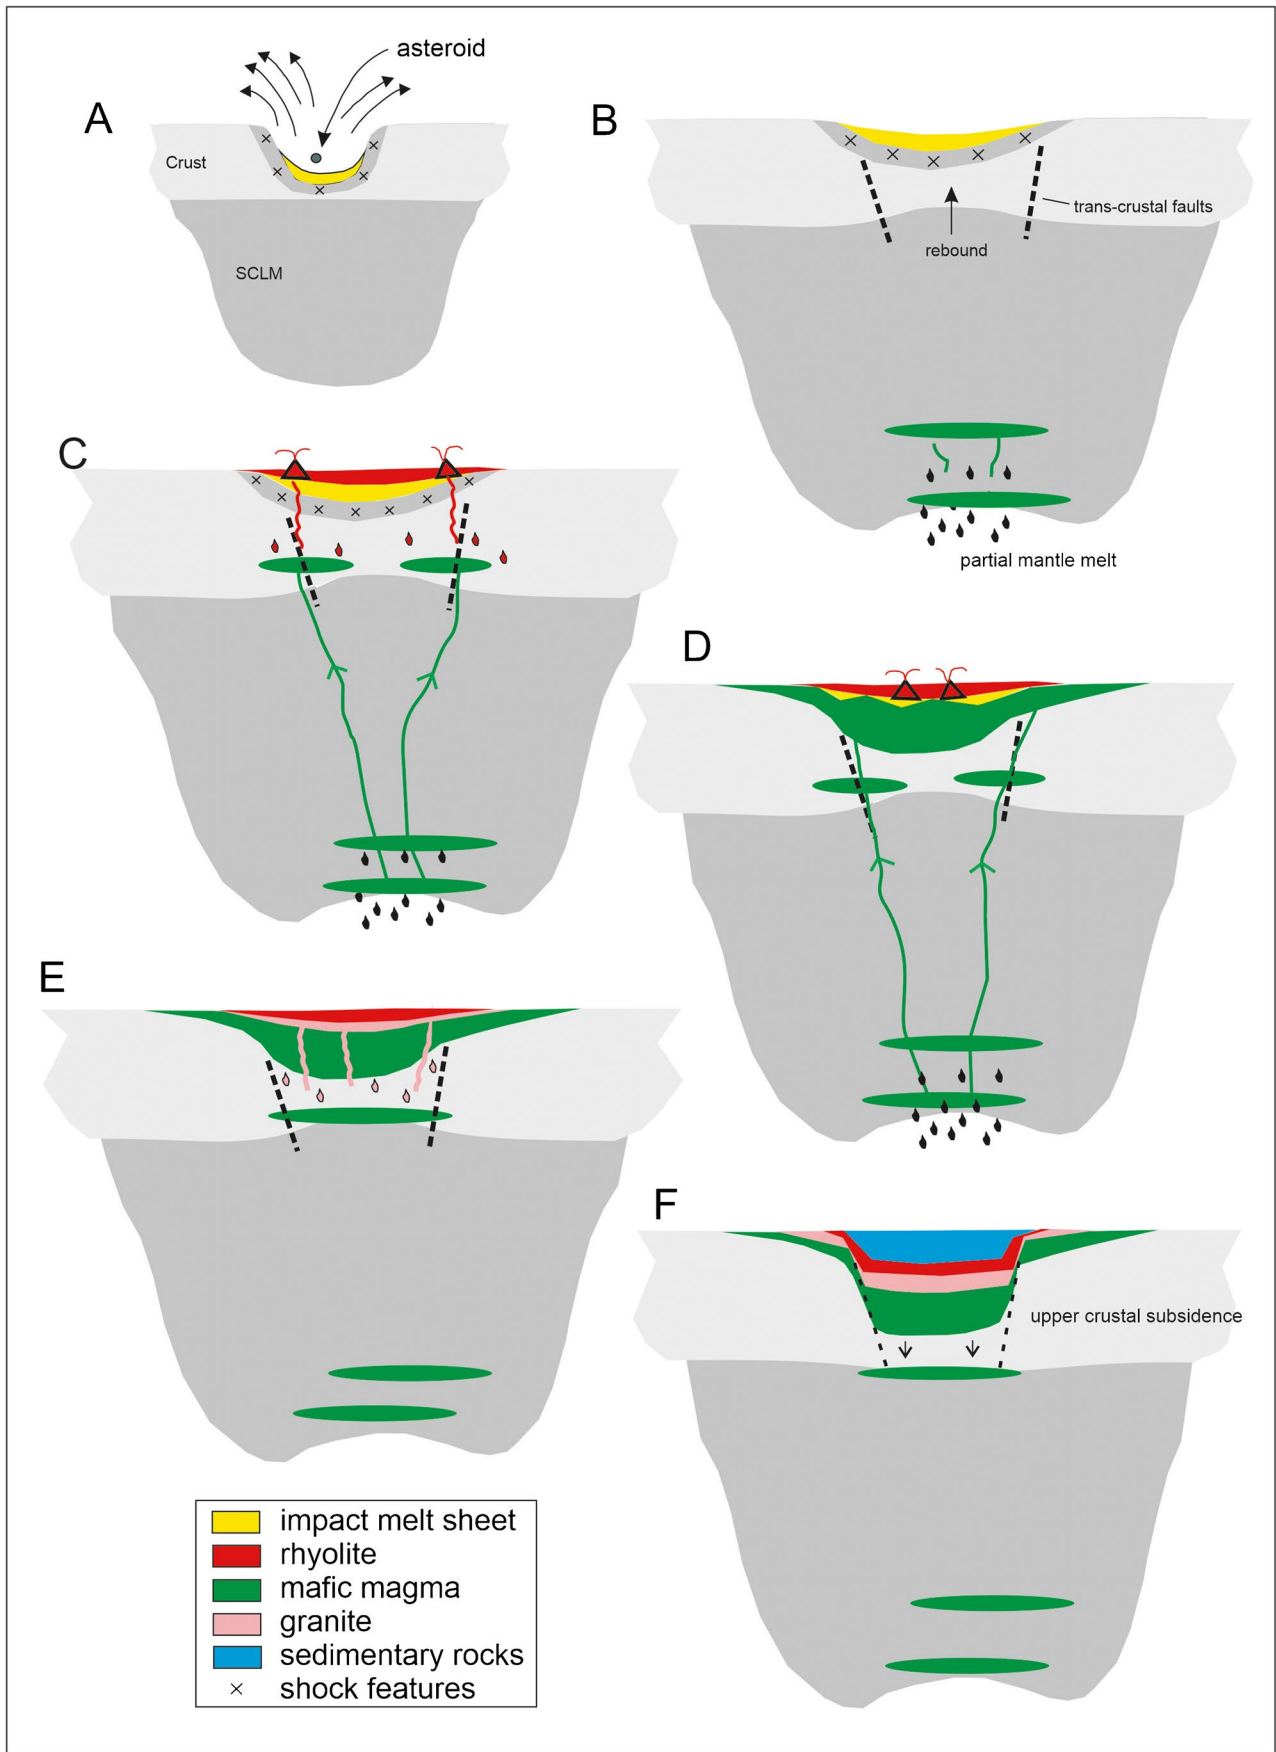 asteroid
A
Crust
SCLM
B
trans-crustal faults
rebound
partial mantle melt
C
D
E
F
upper crustal subsidence
impact melt sheet
rhyolite
mafic magma
granite
sedimentary rocks
shock features